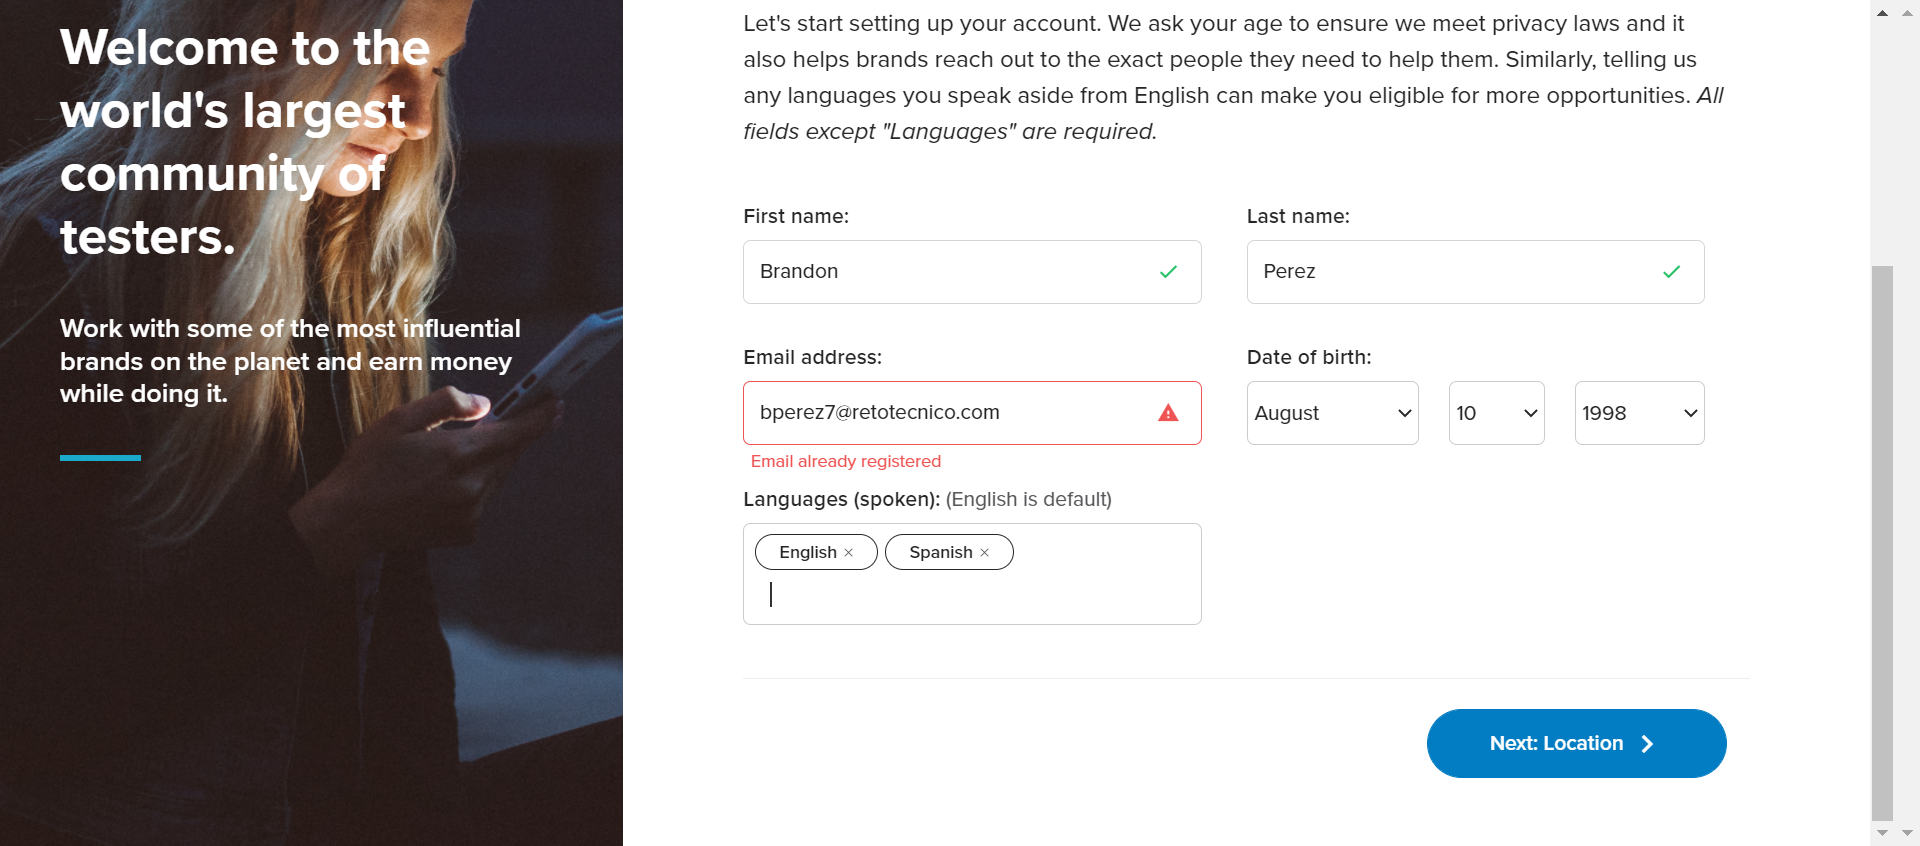 Welcome to the
world's largest
community of
testers.
Work with some of the most influential
brands on the planet and earn money
while doing it.
Let's start setting up your account. We ask your age to ensure we meet privacy laws and it
also helps brands reach out to the exact people they need to help them. Similarly, telling us
any languages you speak aside from English can make you eligible for more opportunities. All
fields except "Languages" are required.
First name:
Last name:
Brandon
Perez
Email address:
Date of birth:
bperez7@retotecnico.com
August
10
1998
Email already registered
Languages (spoken): (English is default)
English ×
Spanish ×
Next: Location